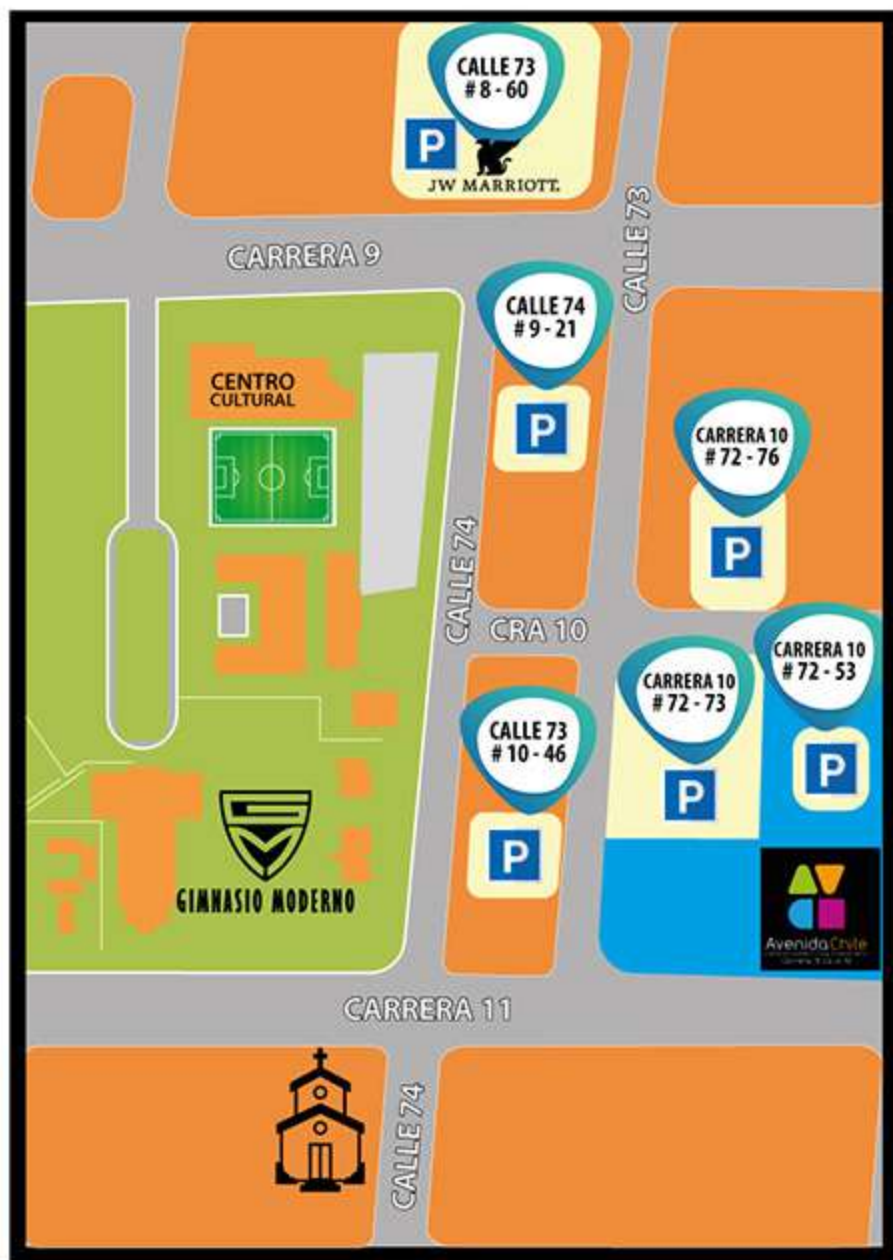 CALLE 73
# 8 - 60
P
JW MARRIOTT.
CALLE 73
CARRERA 9
CALLE 74
# 9 - 21
P
CENTRO
CULTURAL
CARRERA 10
# 72 - 76
P
CALLE 74
CRA 10
CARRERA 10
# 72 - 53
P
CARRERA 10
# 72 - 73
P
CALLE 73
# 10 - 46
P
GIMNASIO MODERNO
Avenida Chile
CARRERA 11
CALLE 74